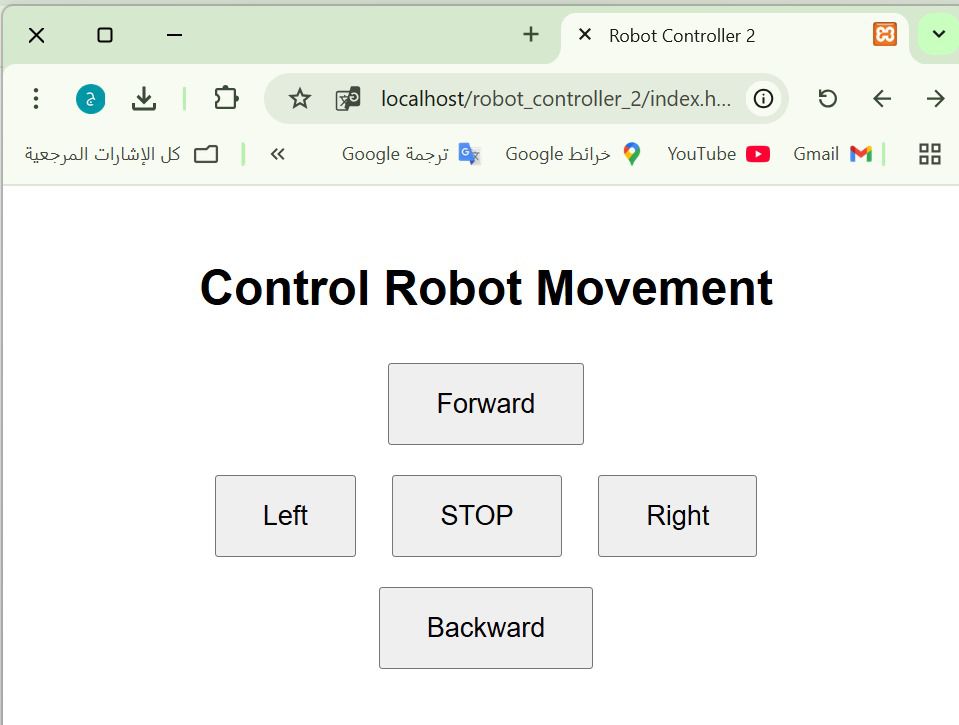 Robot Controller 2
localhost/robot_controller_2/index.h...
كل الإشارات المرجعية « ترجمة Google خرائط Google YouTube Gmail
Control Robot Movement
Forward
Left STOP Right
Backward